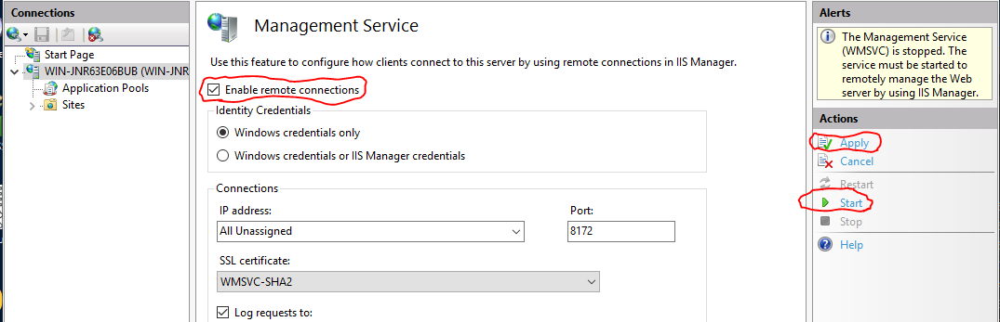 Connections
Start Page
WIN-JNR63E06BUB (WIN-JNR
Application Pools
Sites
Management Service
Use this feature to configure how clients connect to this server by using remote connections in IIS Manager.
Enable remote connections
Identity Credentials
Windows credentials only
Windows credentials or IIS Manager credentials
Connections
IP address:
Port:
All Unassigned
8172
SSL certificate:
WMSVC-SHA2
Log requests to:
Alerts
The Management Service
(WMSVC) is stopped. The
service must be started to
remotely manage the Web
server by using IIS Manager.
Actions
Apply
Cancel
Restart
Start
Stop
Help